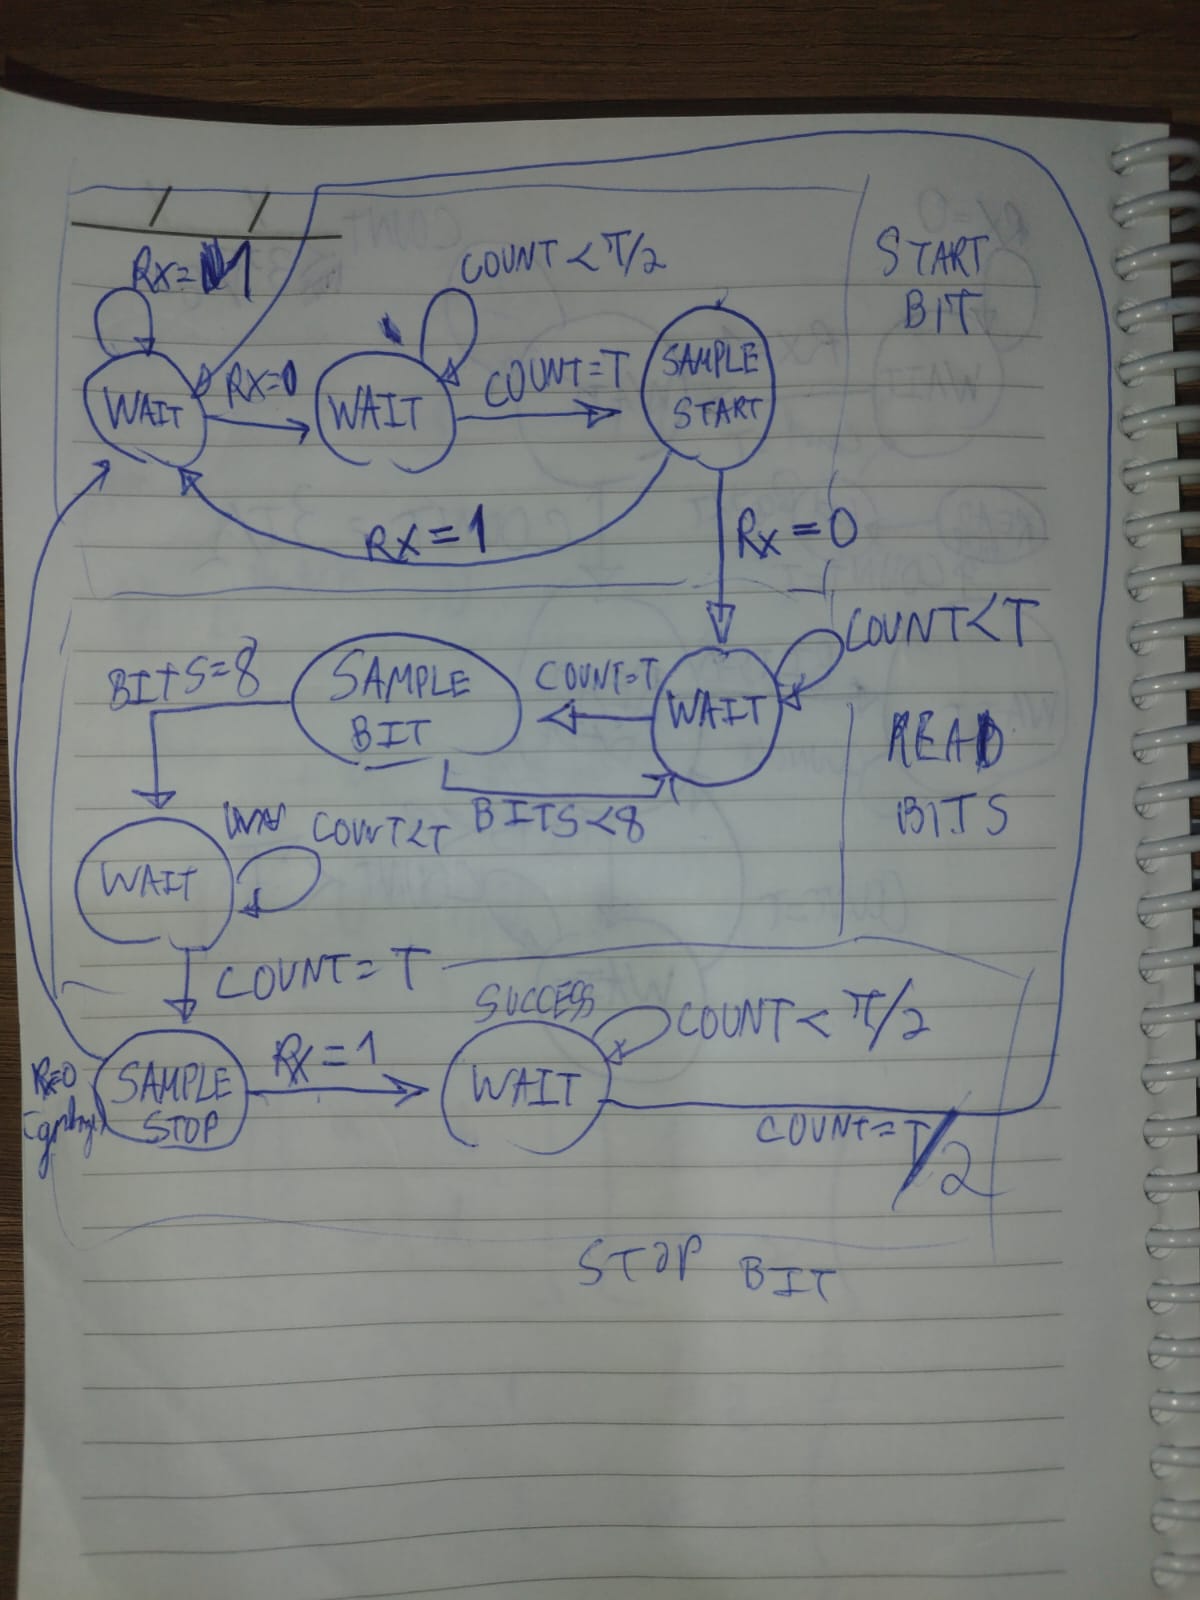 RX=1
COUNT < T/2
START
BIT
WAIT
RX=0
WAIT
COUNT=T
SAMPLE
START
RX=1
RX=0
COUNT<T
BITS=8
SAMPLE
BIT
COUNT=T
WAIT
READ
BITS
BITS<8
COUNT<T
WAIT
COUNT=T
SUCCESS
COUNT < T/2
RX=0
SAMPLE
STOP
RX=1
WAIT
COUNT=T/2
STOP BIT